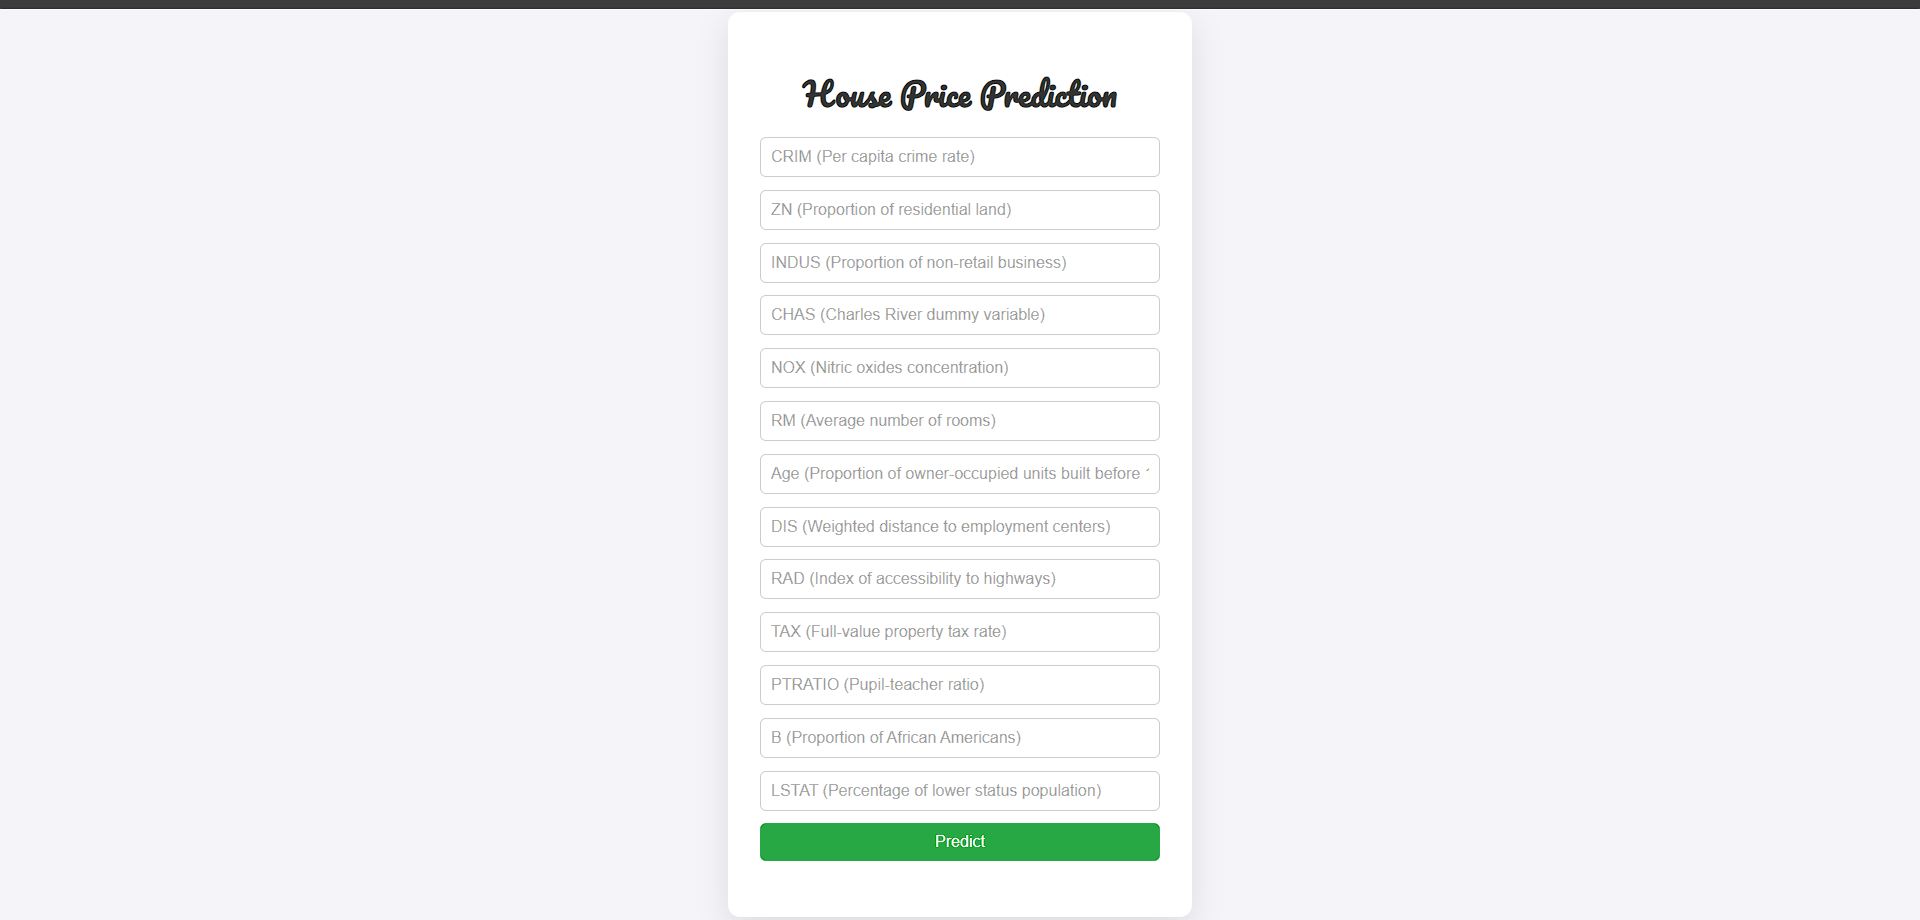 House Price Prediction
CRIM (Per capita crime rate)
ZN (Proportion of residential land)
INDUS (Proportion of non-retail business)
CHAS (Charles River dummy variable)
NOX (Nitric oxides concentration)
RM (Average number of rooms)
Age (Proportion of owner-occupied units built before
DIS (Weighted distance to employment centers)
RAD (Index of accessibility to highways)
TAX (Full-value property tax rate)
PTRATIO (Pupil-teacher ratio)
B (Proportion of African Americans)
LSTAT (Percentage of lower status population)
Predict